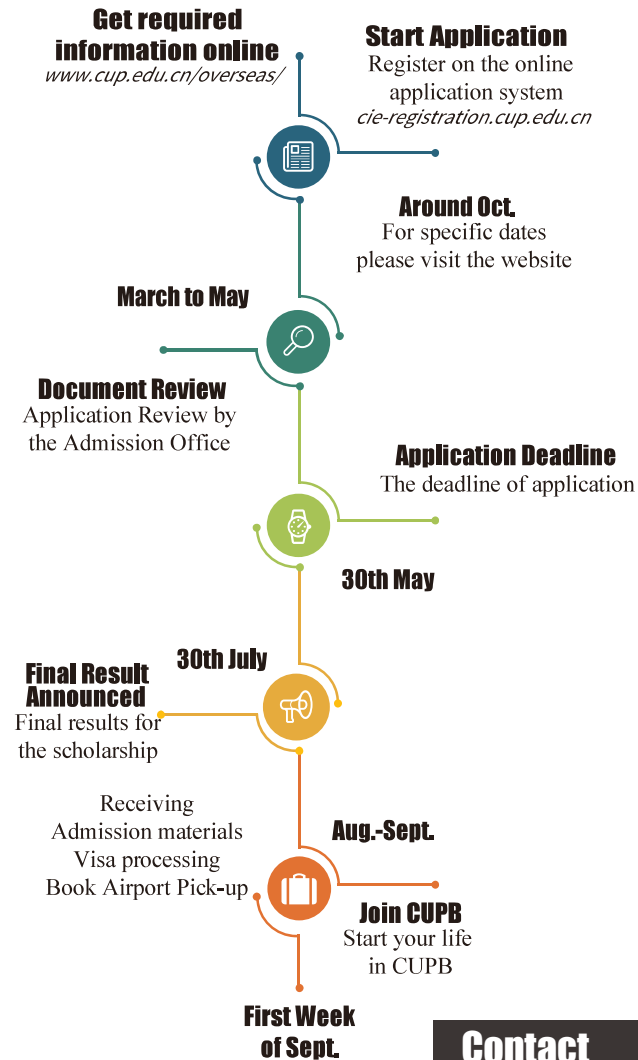 Get required
information online
www.cup.edu.cn/overseas/
Start Application
Register on the online
application system
cie-registration.cup.edu.cn
Around Oct.
For specific dates
please visit the website
March to May
Document Review
Application Review by
the Admission Office
Application Deadline
The deadline of application
30th May
30th July
Final Result
Announced
Final results for
the scholarship
Receiving
Admission materials
Visa processing
Book Airport Pick-up
Aug.-Sept.
Join CUPB
Start your life
in CUPB
First Week
of Sept.
Contact